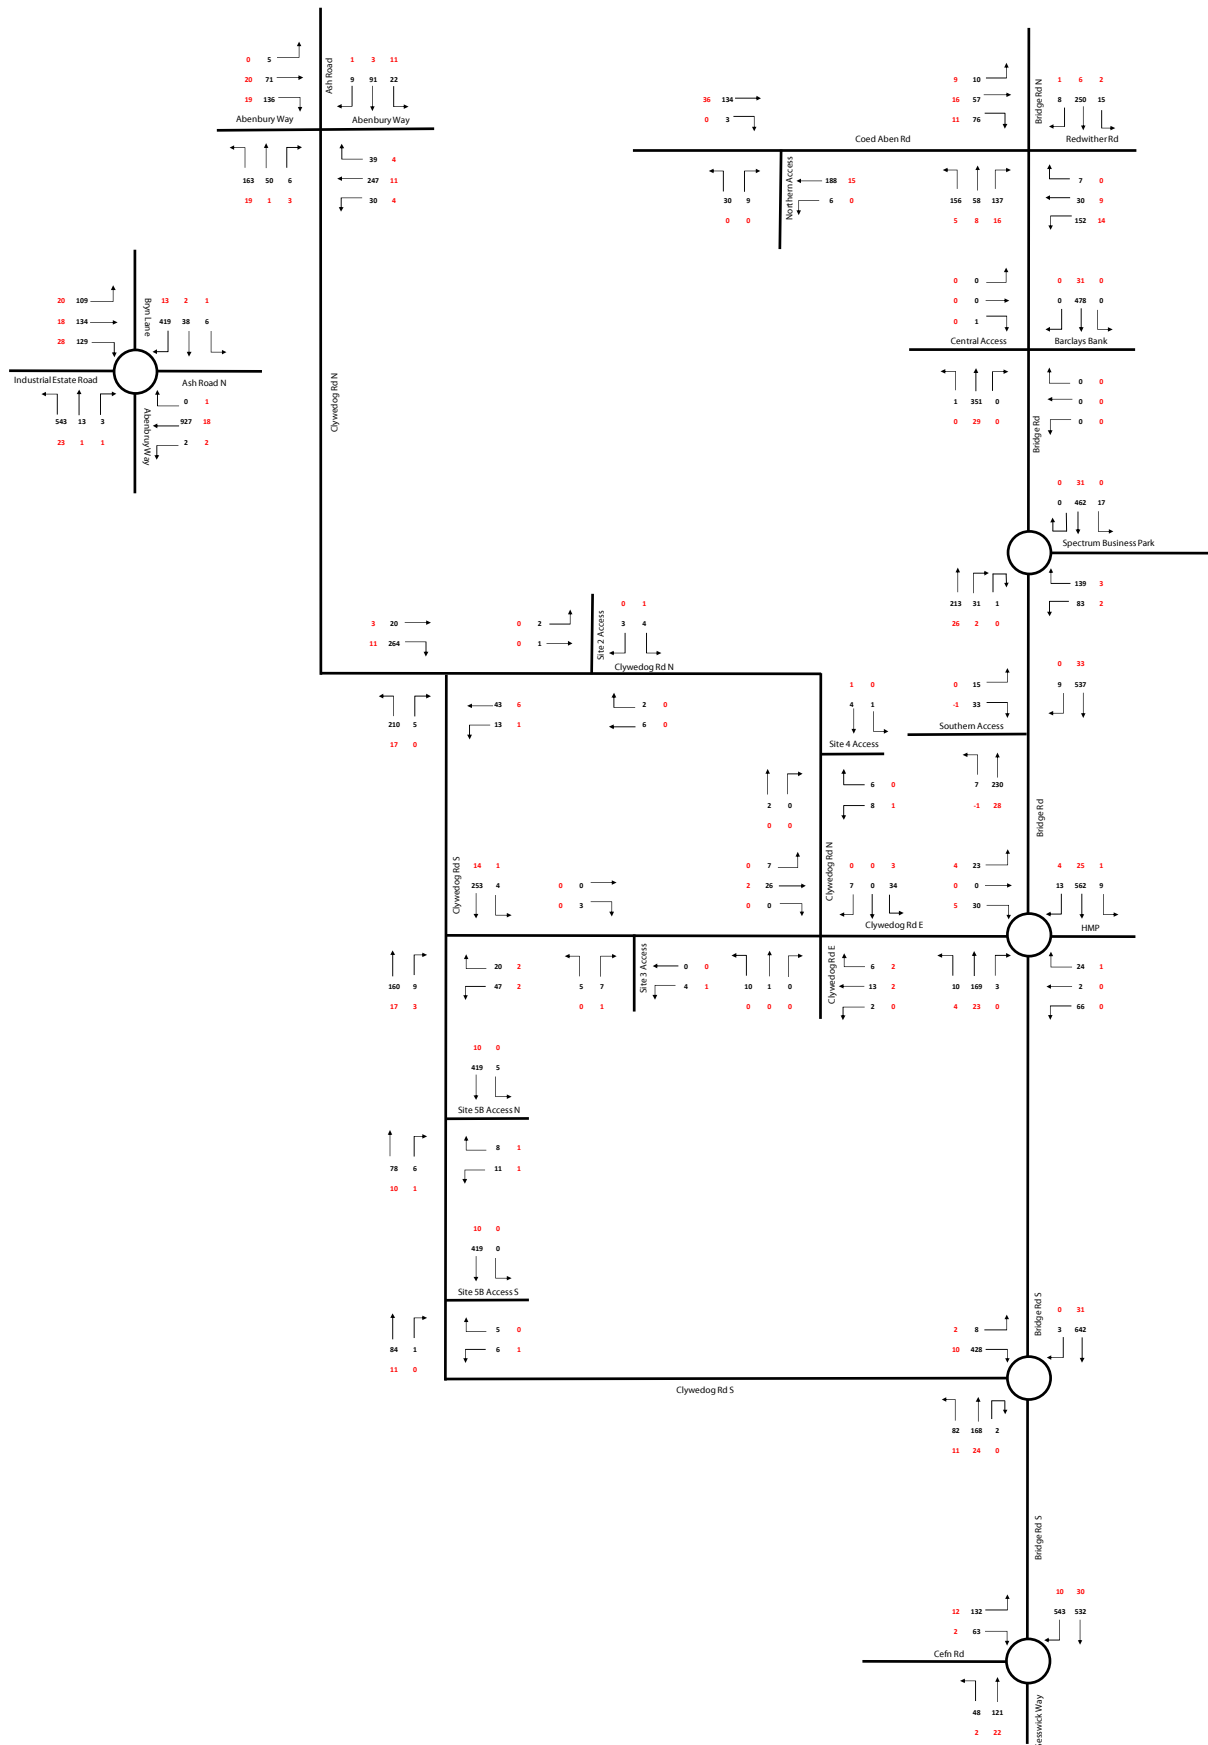 0 5
20 71
19 136
Abenbury Way
Ash Road
1 3 11
9 91 22
Abenbury Way
163 50 6
19 1 3
39 4
247 11
30 4
36 134
0 3
Coed Aben Rd
Northern Access
30 9
0 0
188 15
6 0
9 10
16 57
11 76
Bridge Rd N
1 6 2
8 250 15
Redwither Rd
156 58 137
5 8 16
7 0
30 9
152 14
20 109
18 134
28 129
Bryn Lane
13 2 1
419 38 6
Industrial Estate Road
Ash Road N
543 13 3
23 1 1
Abenbruy Way
0 1
927 18
2 2
Clywedog Rd N
0 0
0 0
0 1
Central Access
0 31 0
0 478 0
Barclays Bank
1 351 0
0 29 0
Bridge Rd
0 0
0 0
0 0
0 31 0
0 462 17
Spectrum Business Park
213 31 1
26 2 0
139 3
83 2
3 20
11 264
0 2
0 1
Site 2 Access
0 1
3 4
Clywedog Rd N
210 5
17 0
43 6
13 1
2 0
6 0
1 0
4 1
Site 4 Access
0 15
-1 33
Southern Access
0 33
9 537
2 0
0 0
6 0
8 1
7 230
-1 28
Bridge Rd
Clywedog Rd S
14 1
253 4
0 0
0 3
0 7
2 26
0 0
Clywedog Rd N
0 0 3
7 0 34
Clywedog Rd E
4 23
0 0
5 30
4 25 1
13 562 9
HMP
160 9
17 3
20 2
47 2
5 7
0 1
Site 3 Access
0 0
4 1
10 1 0
0 0 0
Clywedog Rd E
6 2
13 2
2 0
10 169 3
4 23 0
24 1
2 0
66 0
10 0
419 5
Site 5B Access N
78 6
10 1
8 1
11 1
10 0
419 0
Site 5B Access S
84 1
11 0
5 0
6 1
Clywedog Rd S
2 8
10 428
Bridge Rd S
0 31
3 642
82 168 2
11 24 0
Bridge Rd S
12 132
2 63
Cefn Rd
10 30
543 532
48 121
2 22
Way